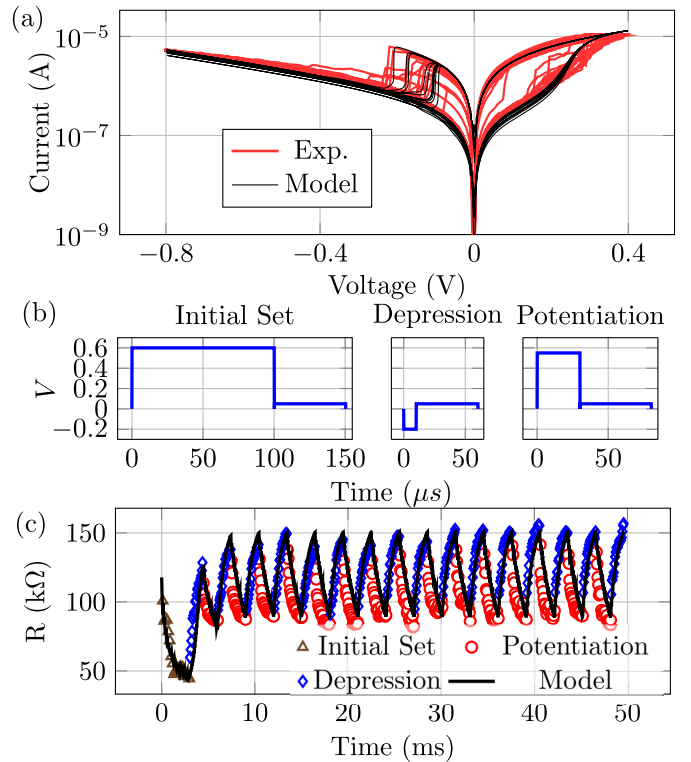 (a)
10⁻⁵
10⁻⁷
10⁻⁹
Current (A)
Exp.
Model
−0.8 −0.4 0 0.4
Voltage (V)
(b)
Initial Set Depression Potentiation
0.6
0.4
0.2
0
−0.2
V
0 50 100 150 0 50 0 50
Time (μs)
(c)
150
100
50
R (kΩ)
Initial Set Potentiation
Depression Model
0 10 20 30 40 50
Time (ms)